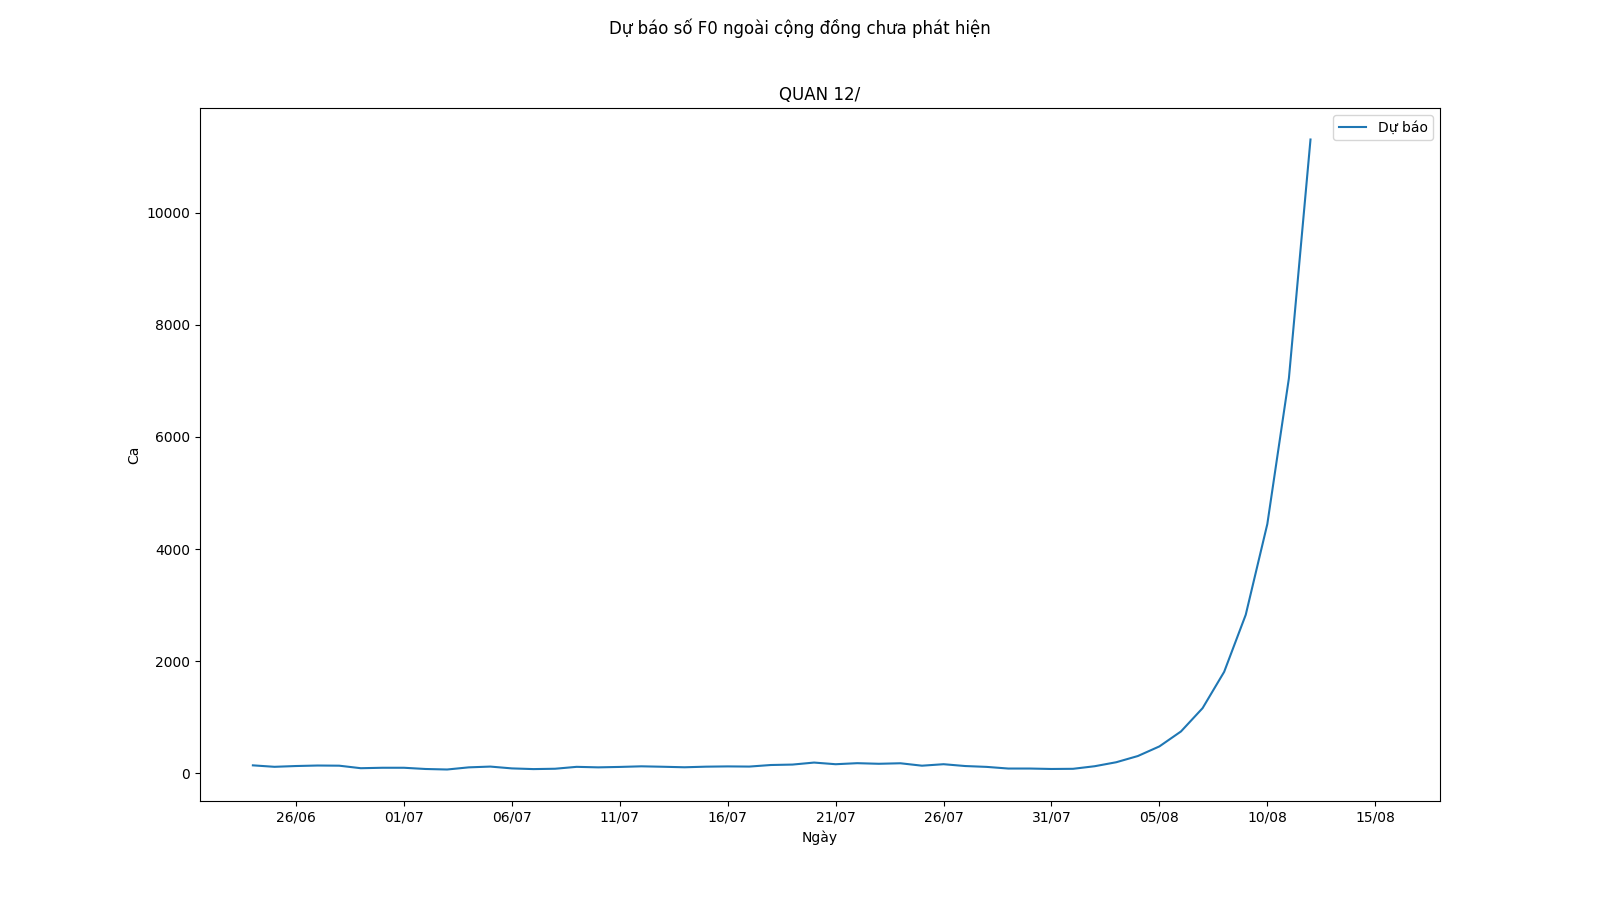 Dự báo số F0 ngoài cộng đồng chưa phát hiện
QUAN 12/
Dự báo
10000
8000
6000
4000
2000
0
Ca
26/06 01/07 06/07 11/07 16/07 21/07 26/07 31/07 05/08 10/08 15/08
Ngày